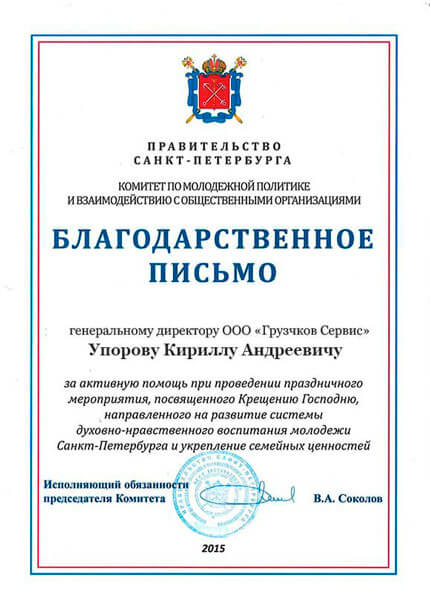 ПРАВИТЕЛЬСТВО
САНКТ-ПЕТЕРБУРГА
КОМИТЕТ ПО МОЛОДЕЖНОЙ ПОЛИТИКЕ
И ВЗАИМОДЕЙСТВИЮ С ОБЩЕСТВЕННЫМИ ОРГАНИЗАЦИЯМИ
БЛАГОДАРСТВЕННОЕ
ПИСЬМО
генеральному директору ООО «Грузчков Сервис»
Упорову Кириллу Андреевичу
за активную помощь при проведении праздничного
мероприятия, посвященного Крещению Господню,
направленного на развитие системы
духовно-нравственного воспитания молодежи
Санкт-Петербурга и укрепление семейных ценностей
Исполняющий обязанности
председателя Комитета
В.А. Соколов
2015